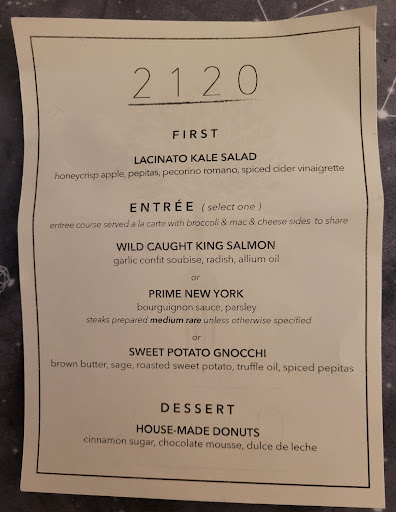 2120
FIRST
LACINATO KALE SALAD
honeycrisp apple, pepitas, pecorino romano, spiced cider vinaigrette
ENTRÉE ( select one )
entree course served a la carte with broccoli & mac & cheese sides to share
WILD CAUGHT KING SALMON
garlic confit soubise, radish, allium oil
or
PRIME NEW YORK
bourguignon sauce, parsley
steaks prepared medium rare unless otherwise specified
or
SWEET POTATO GNOCCHI
brown butter, sage, roasted sweet potato, truffle oil, spiced pepitas
DESSERT
HOUSE-MADE DONUTS
cinnamon sugar, chocolate mousse, dulce de leche